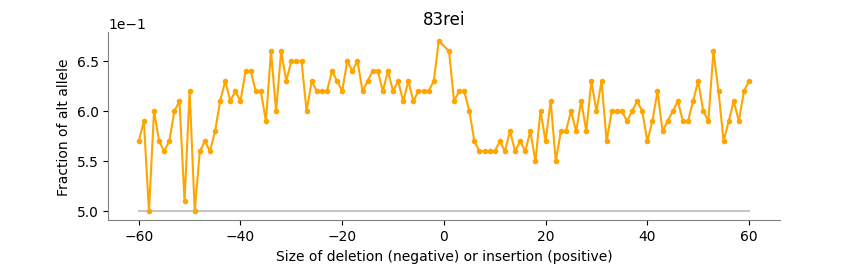 83rei
1e−1
Fraction of alt allele
6.5
6.0
5.5
5.0
−60
−40
−20
0
20
40
60
Size of deletion (negative) or insertion (positive)